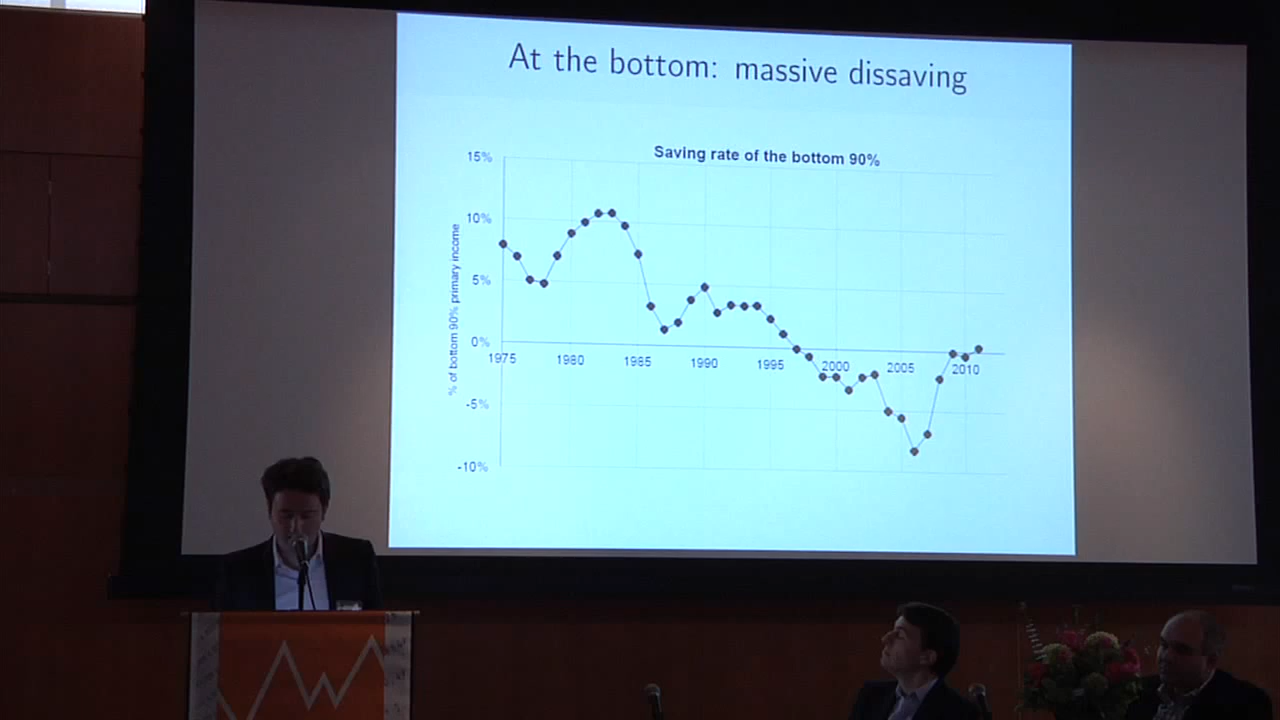 At the bottom: massive dissaving
Saving rate of the bottom 90%
15%
10%
5%
0%
-5%
-10%
% of bottom 90% primary income
1975 1980 1985 1990 1995 2000 2005 2010